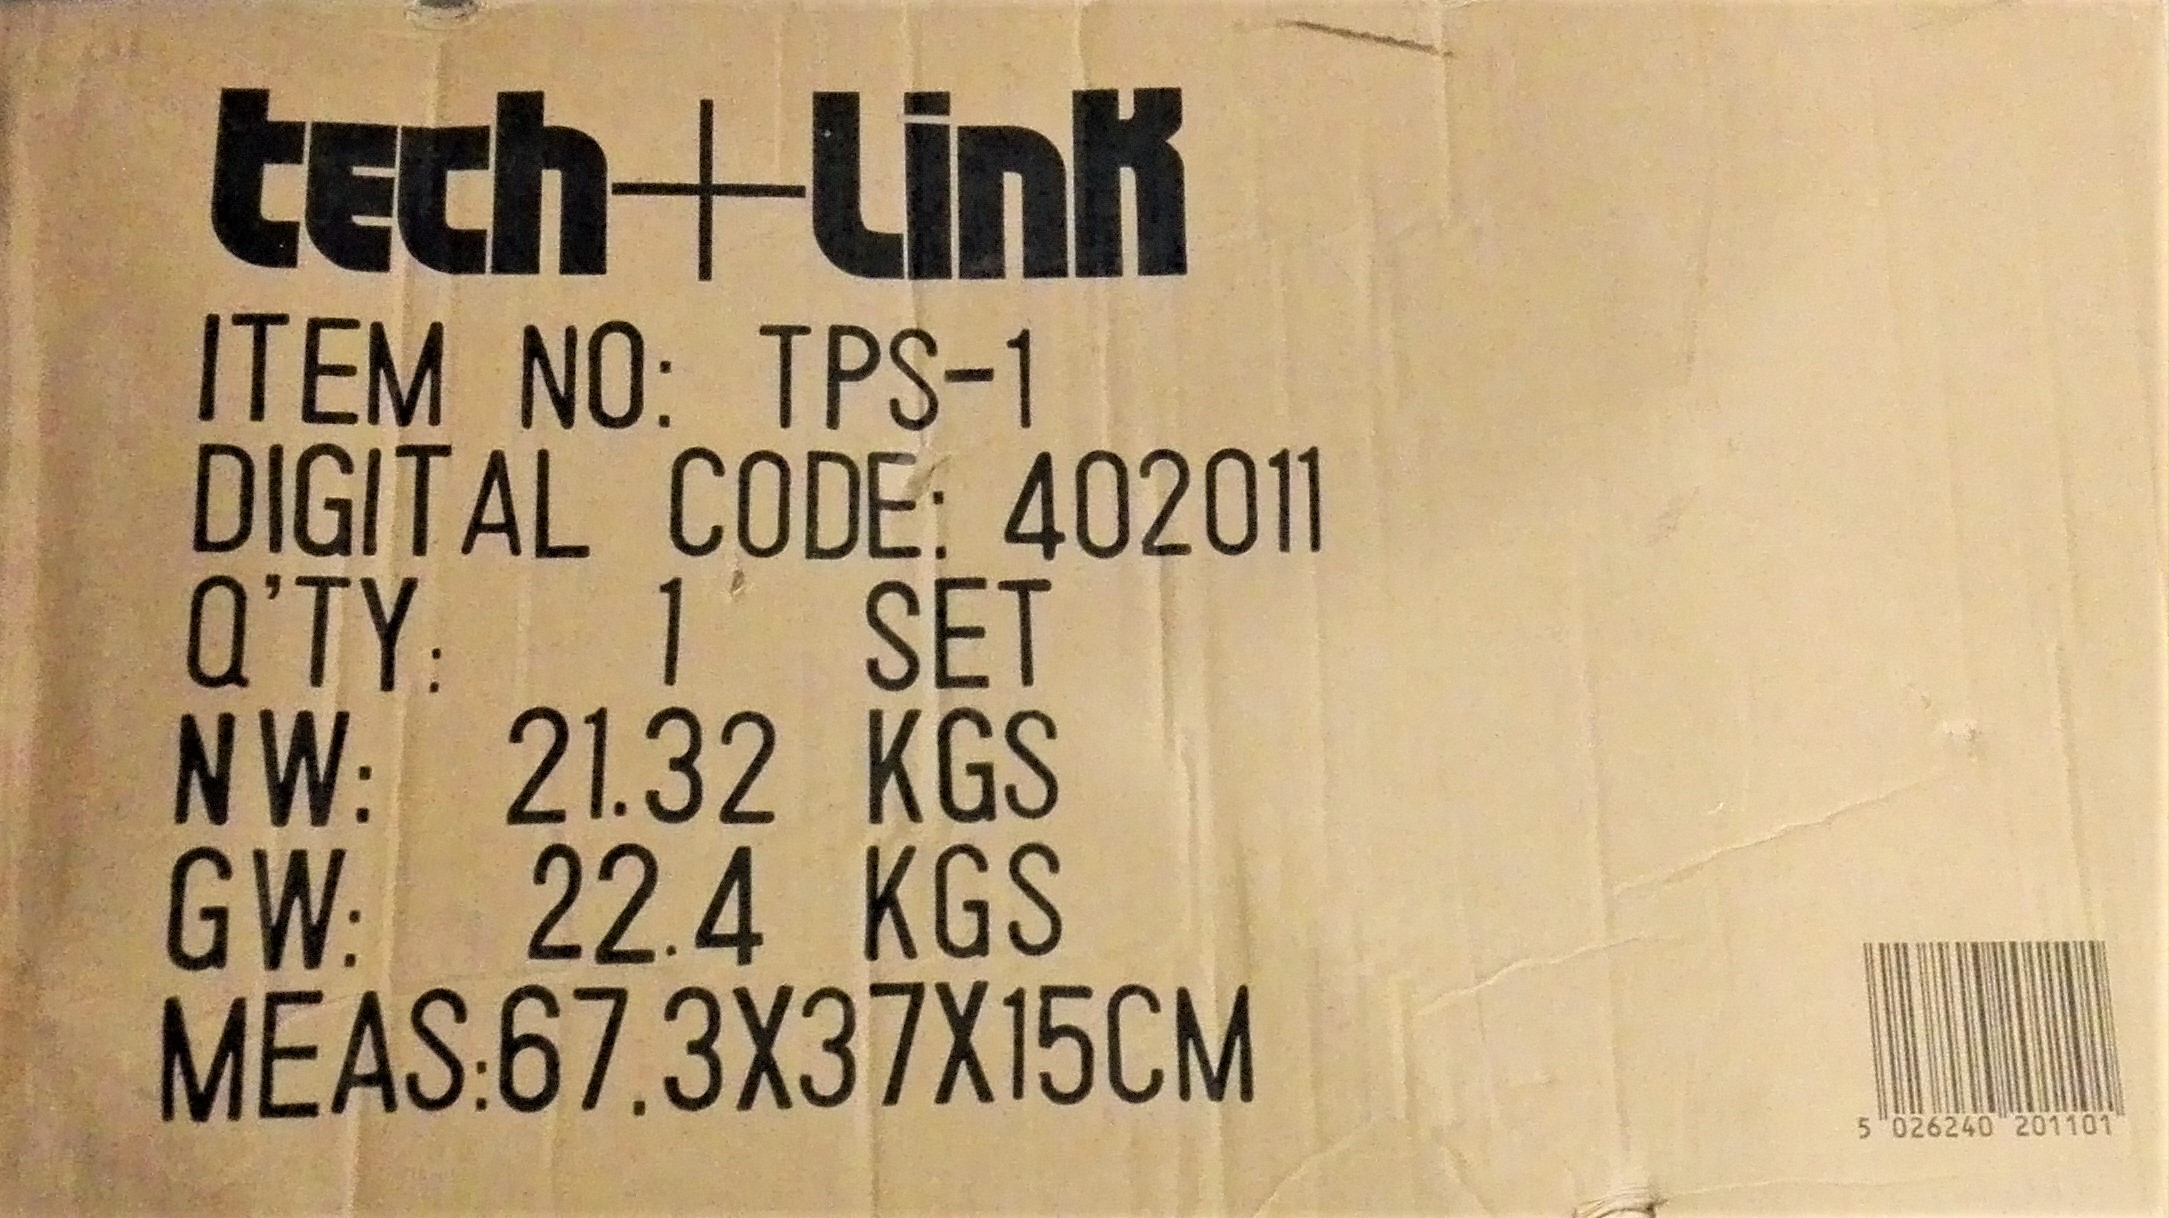 tech+Link
ITEM NO: TPS-1
DIGITAL CODE: 402011
Q'TY: 1 SET
NW: 21.32 KGS
GW: 22.4 KGS
MEAS:67.3X37X15CM
5 026240 201101